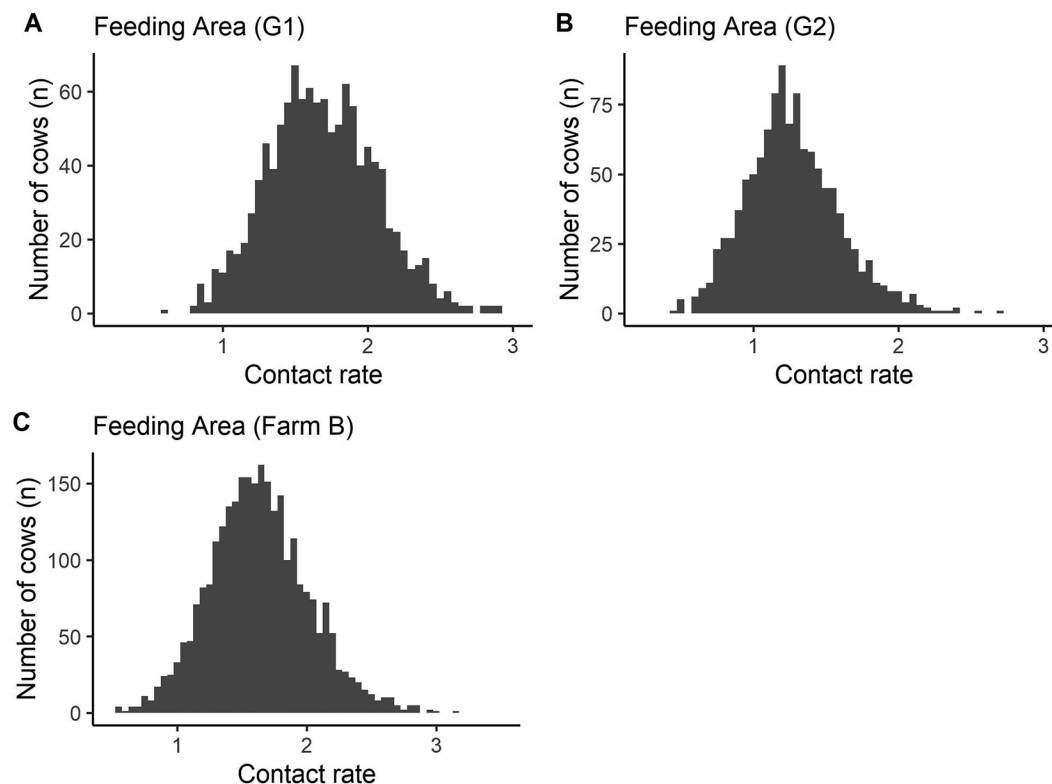 A
Feeding Area (G1)
Number of cows (n)
60
40
20
0
1 2 3
Contact rate
B
Feeding Area (G2)
Number of cows (n)
75
50
25
0
1 2 3
Contact rate
C
Feeding Area (Farm B)
Number of cows (n)
150
100
50
0
1 2 3
Contact rate